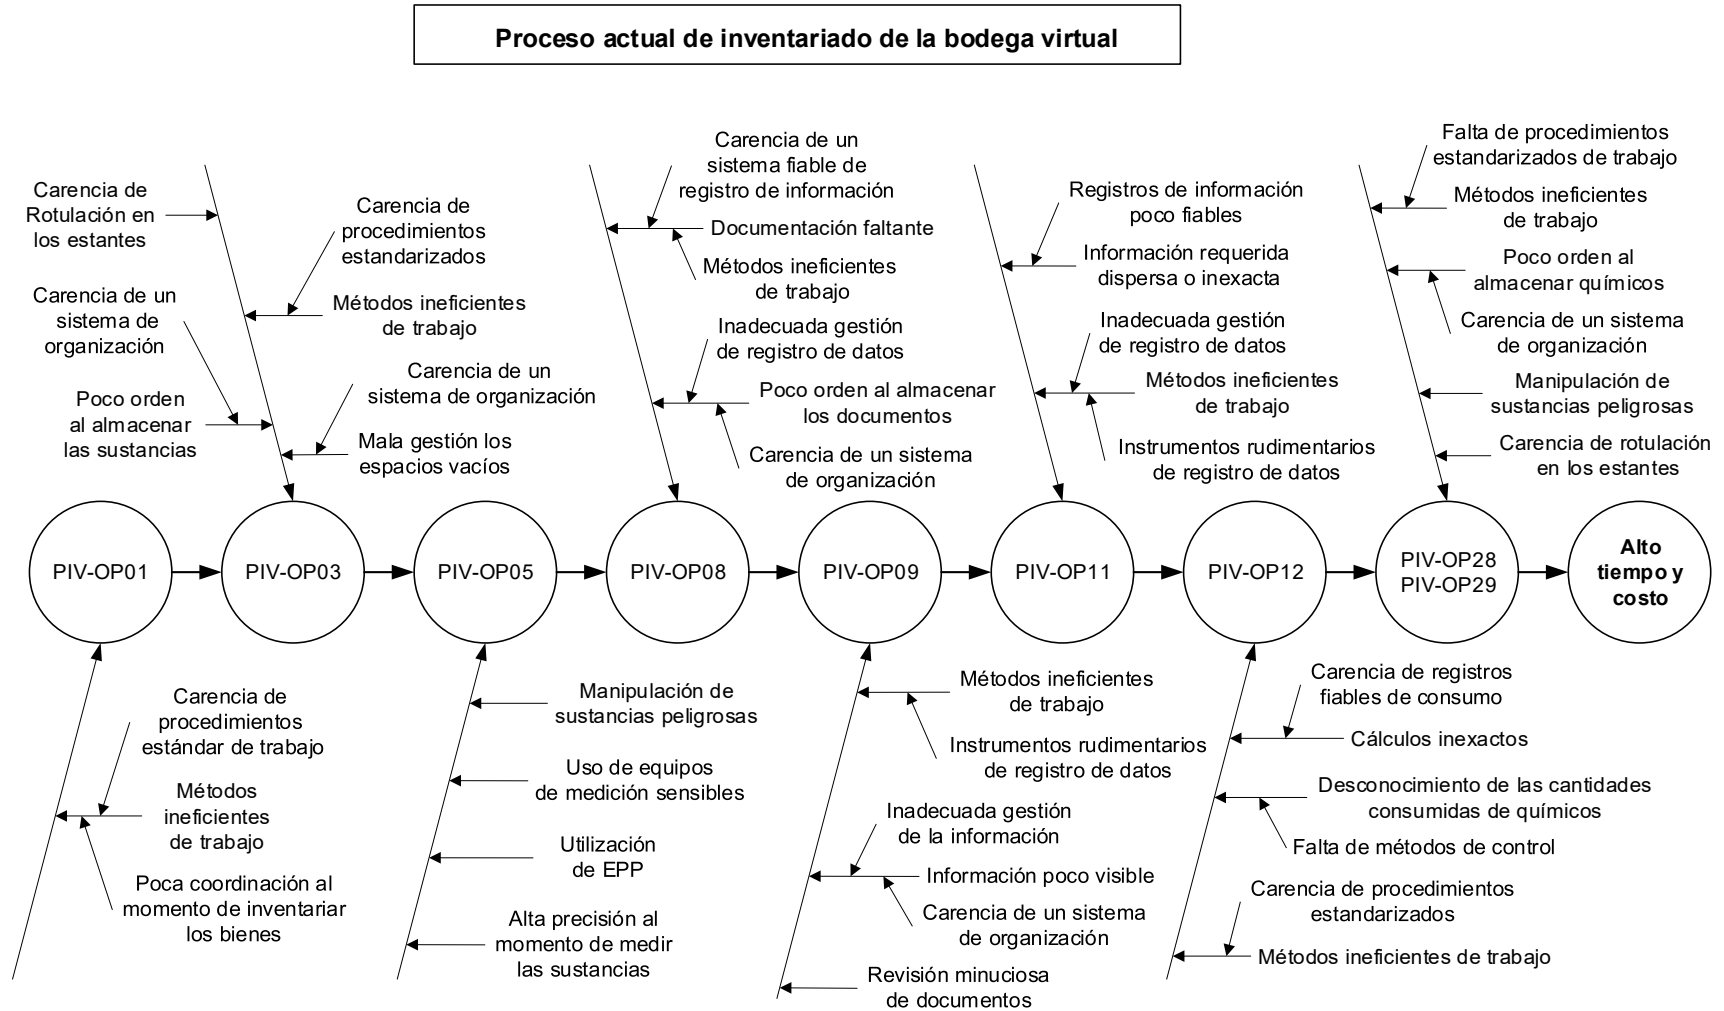 Proceso actual de inventariado de la bodega virtual
Carencia de
Rotulación en
los estantes
Carencia de un
sistema de
organización
Poco orden
al almacenar
las sustancias
Carencia de
procedimientos
estandarizados
Métodos ineficientes
de trabajo
Carencia de un
sistema de organización
Mala gestión los
espacios vacíos
Carencia de un
sistema fiable de
registro de información
Documentación faltante
Métodos ineficientes
de trabajo
Inadecuada gestión
de registro de datos
Poco orden al almacenar
los documentos
Carencia de un sistema
de organización
Registros de información
poco fiables
Información requerida
dispersa o inexacta
Inadecuada gestión
de registro de datos
Métodos ineficientes
de trabajo
Instrumentos rudimentarios
de registro de datos
Falta de procedimientos
estandarizados de trabajo
Métodos ineficientes
de trabajo
Poco orden al
almacenar químicos
Carencia de un sistema
de organización
Manipulación de
sustancias peligrosas
Carencia de rotulación
en los estantes
PIV-OP01
PIV-OP03
PIV-OP05
PIV-OP08
PIV-OP09
PIV-OP11
PIV-OP12
PIV-OP28
PIV-OP29
Alto
tiempo y
costo
Carencia de
procedimientos
estándar de trabajo
Métodos
ineficientes
de trabajo
Poca coordinación al
momento de inventariar
los bienes
Manipulación de
sustancias peligrosas
Uso de equipos
de medición sensibles
Utilización
de EPP
Alta precisión al
momento de medir
las sustancias
Métodos ineficientes
de trabajo
Instrumentos rudimentarios
de registro de datos
Inadecuada gestión
de la información
Información poco visible
Carencia de un sistema
de organización
Revisión minuciosa
de documentos
Carencia de registros
fiables de consumo
Cálculos inexactos
Desconocimiento de las cantidades
consumidas de químicos
Falta de métodos de control
Carencia de procedimientos
estandarizados
Métodos ineficientes de trabajo